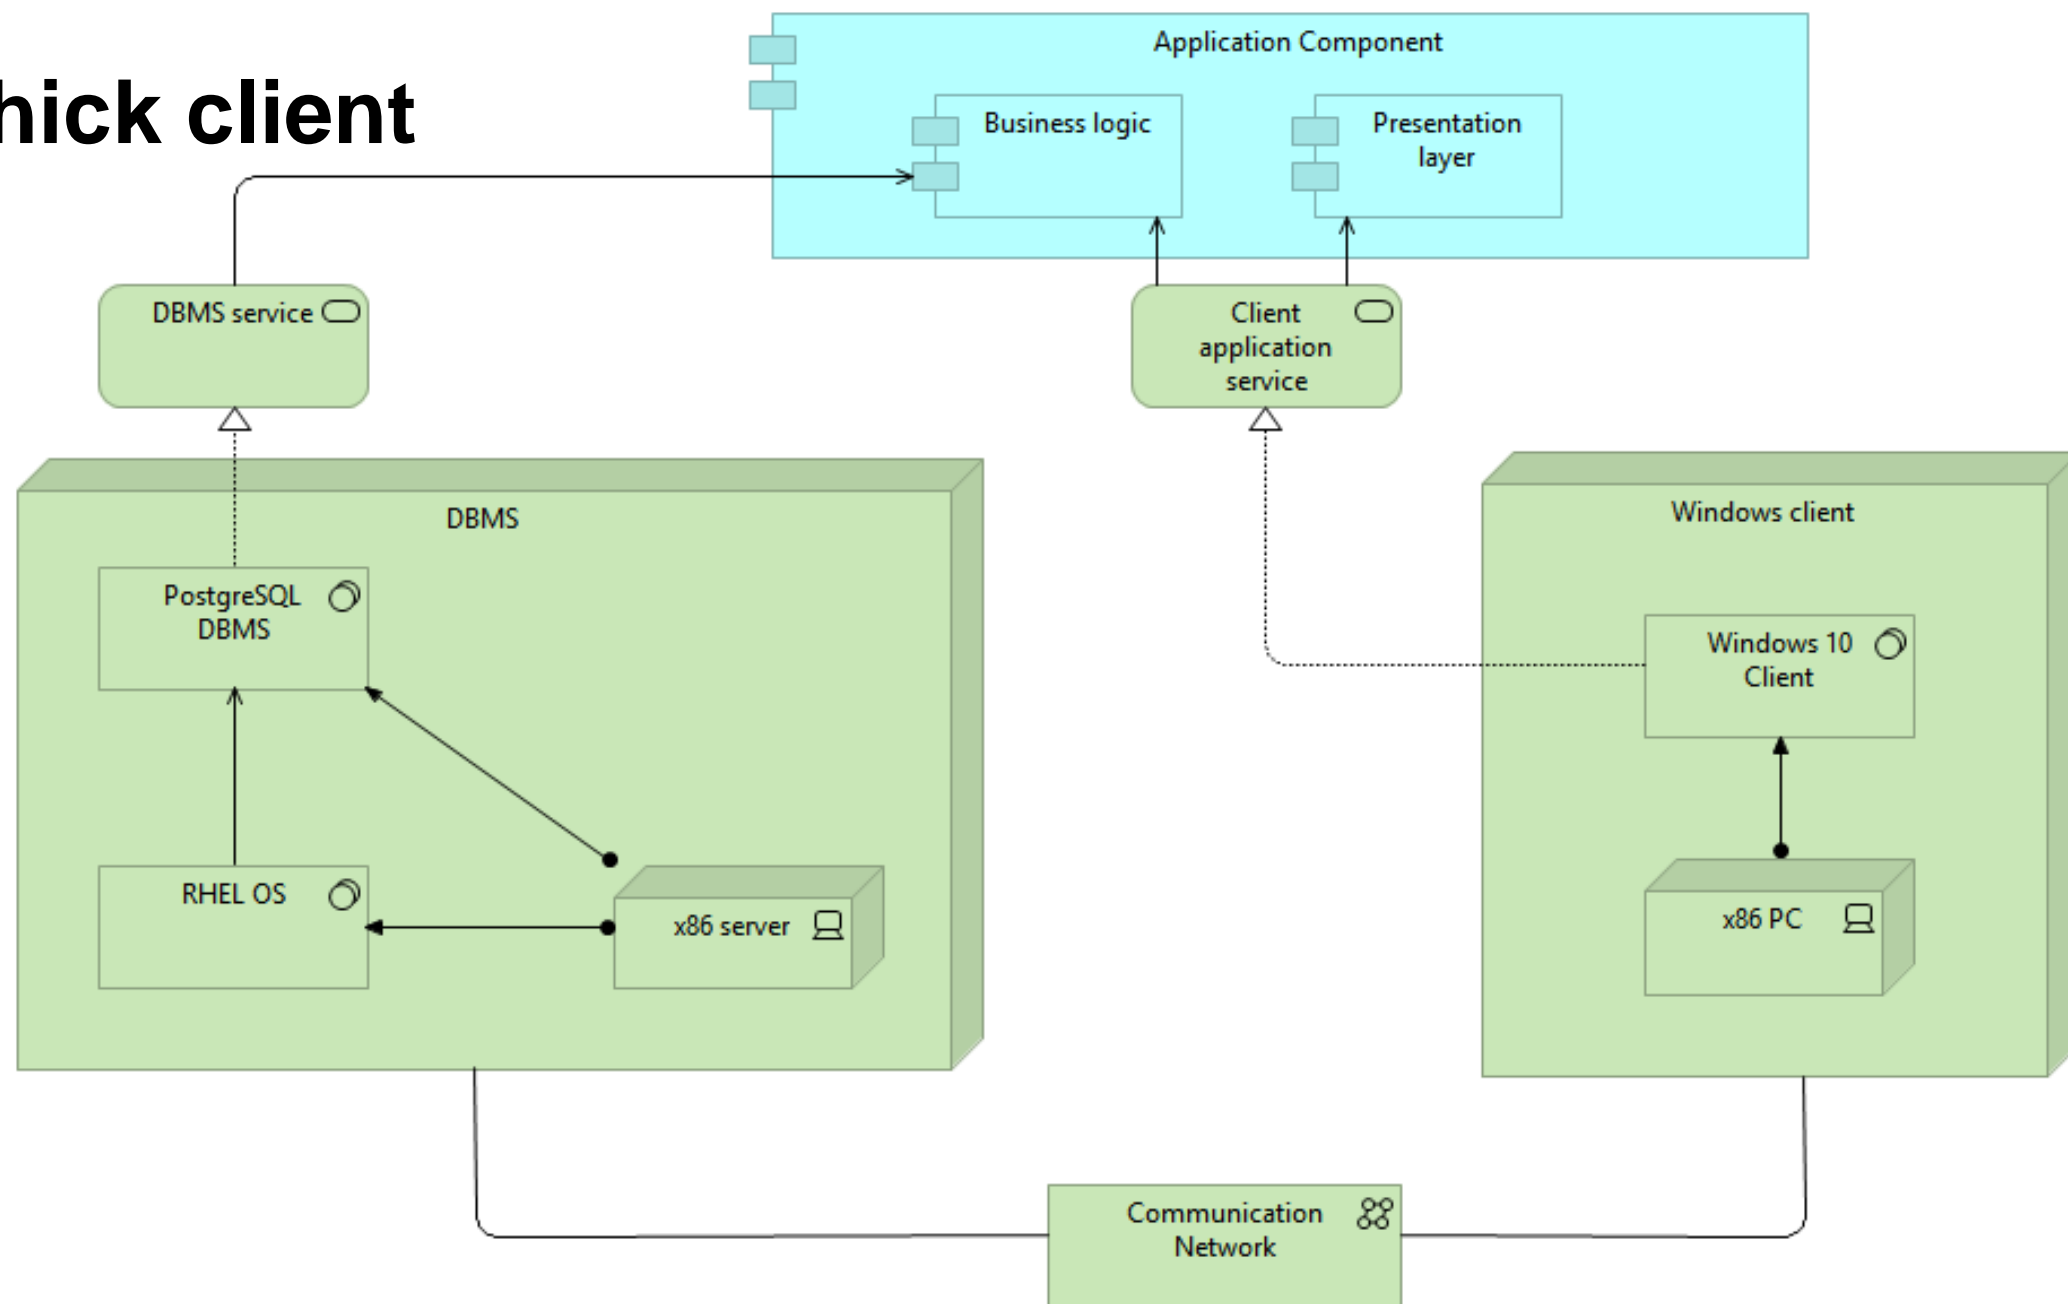 hick client
Application Component
Business logic
Presentation
layer
DBMS service
Client
application
service
DBMS
Windows client
PostgreSQL
DBMS
Windows 10
Client
RHEL OS
x86 server
x86 PC
Communication
Network